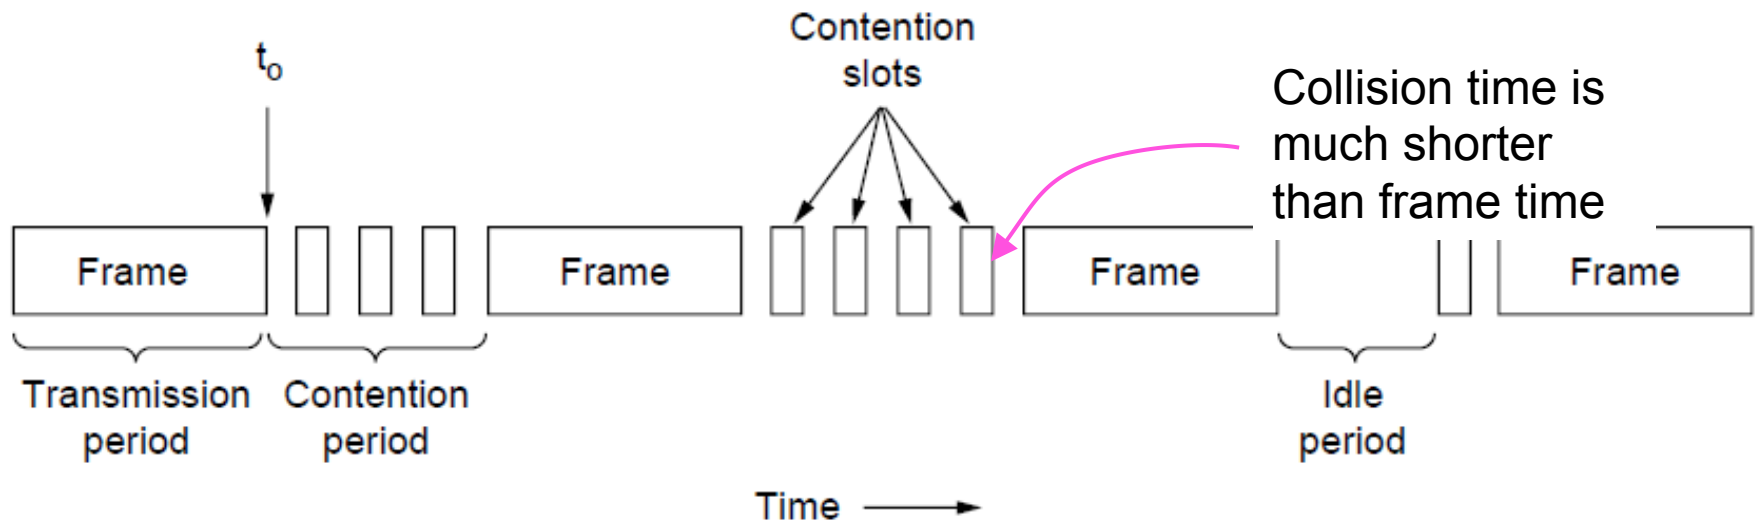 t₀
Contention
slots
Collision time is
much shorter
than frame time
Frame
Frame
Frame
Frame
Transmission
period
Contention
period
Idle
period
Time